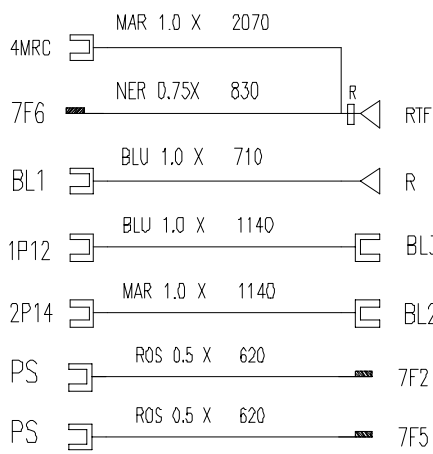 MAR 1.0 X 2070
4MRC
NER 0.75X 830 R
7F6 RTF
BLU 1.0 X 710
BL1 R
BLU 1.0 X 1140
1P12 BL3
MAR 1.0 X 1140
2P14 BL2
ROS 0.5 X 620
PS 7F2
ROS 0.5 X 620
PS 7F5